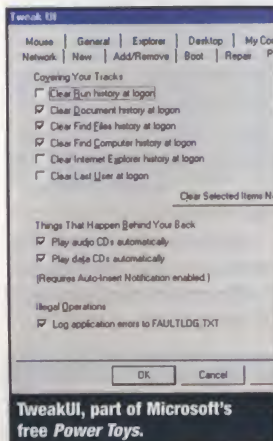 Tweak UI
Mouse General Explorer Desktop My Co
Network New Add/Remove Boot Repair P
Covering Your Tracks
Clear Run history at logon
Clear Document history at logon
Clear Find Files history at logon
Clear Find Computer history at logon
Clear Internet Explorer history at logon
Clear Last User at logon
Clear Selected Items N
Things That Happen Behind Your Back
Play audio CDs automatically
Play data CDs automatically
(Requires Auto-Insert Notification enabled.)
Illegal Operations
Log application errors to FAULTLOG.TXT
OK Cancel
TweakUI, part of Microsoft's
free Power Toys.